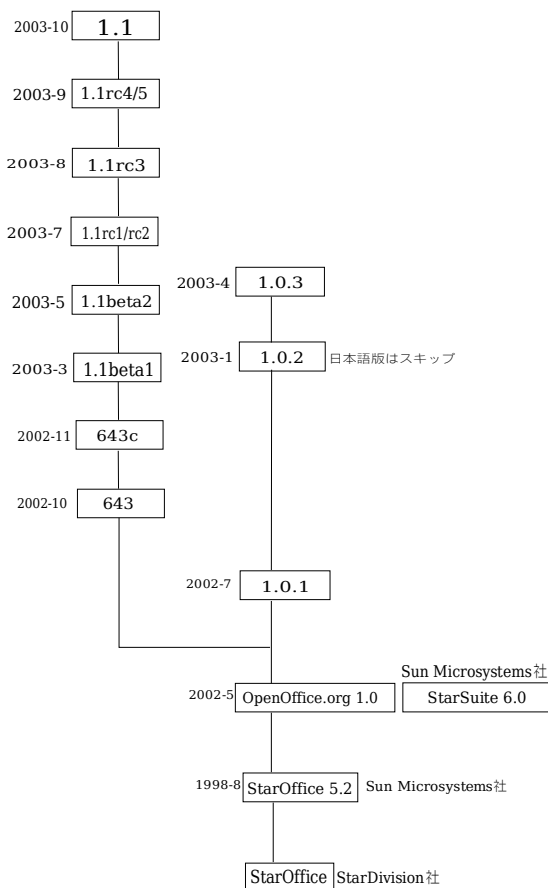 2003-10 1.1
2003-9 1.1rc4/5
2003-8 1.1rc3
2003-7 1.1rc1/rc2
2003-4 1.0.3
2003-5 1.1beta2
2003-1 1.0.2 日本語版はスキップ
2003-3 1.1beta1
2002-11 643c
2002-10 643
2002-7 1.0.1
Sun Microsystems社
2002-5 OpenOffice.org 1.0 StarSuite 6.0
1998-8 StarOffice 5.2 Sun Microsystems社
StarOffice StarDivision社